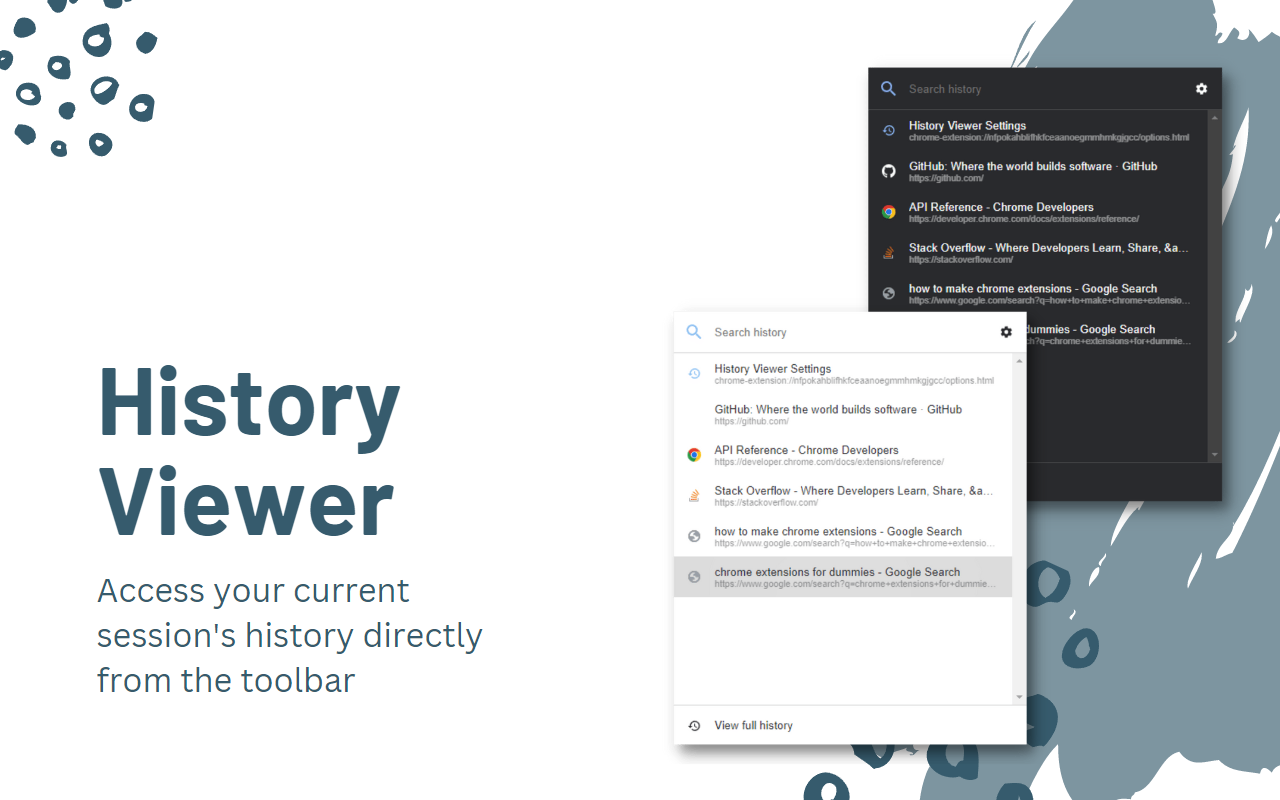 History
Viewer
Access your current
session's history directly
from the toolbar
Search history
History Viewer Settings
chrome-extension://nfpokahblifhkfceaanoegmmhmkgjgcc/options.html
GitHub: Where the world builds software · GitHub
https://github.com/
API Reference - Chrome Developers
https://developer.chrome.com/docs/extensions/reference/
Stack Overflow - Where Developers Learn, Share, &a...
https://stackoverflow.com/
how to make chrome extensions - Google Search
https://www.google.com/search?q=how+to+make+chrome+extensio...
dummies - Google Search
ch?q=chrome+extensions+for+dummie...
Search history
History Viewer Settings
chrome-extension://nfpokahblifhkfceaanoegmmhmkgjgcc/options.html
GitHub: Where the world builds software · GitHub
https://github.com/
API Reference - Chrome Developers
https://developer.chrome.com/docs/extensions/reference/
Stack Overflow - Where Developers Learn, Share, &a...
https://stackoverflow.com/
how to make chrome extensions - Google Search
https://www.google.com/search?q=how+to+make+chrome+extensio...
chrome extensions for dummies - Google Search
https://www.google.com/search?q=chrome+extensions+for+dummie...
View full history